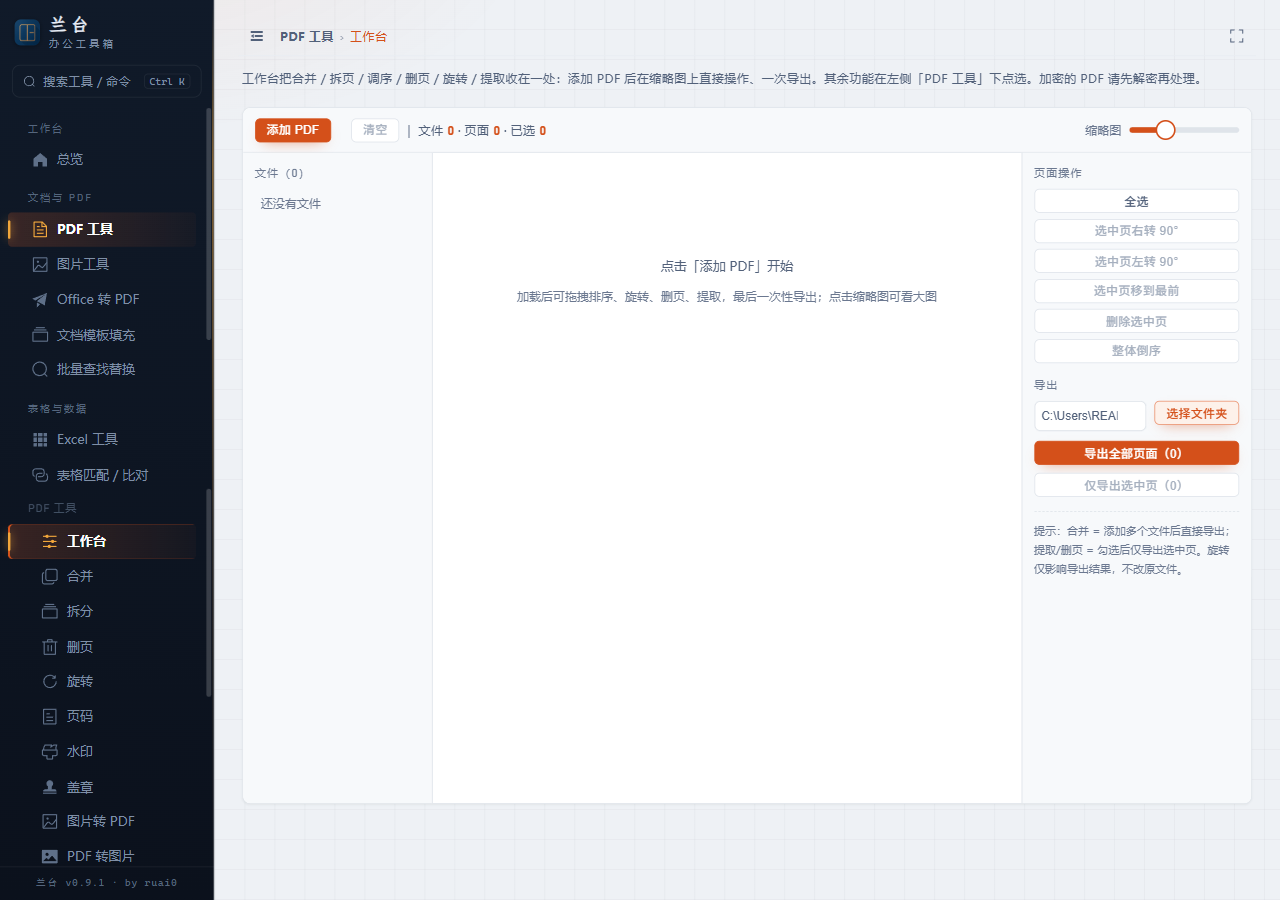 兰台
办公工具箱
搜索工具 / 命令 Ctrl K
工作台
总览
文档与 PDF
PDF 工具
图片工具
Office 转 PDF
文档模板填充
批量查找替换
表格与数据
Excel 工具
表格匹配 / 比对
PDF 工具
工作台
合并
拆分
删页
旋转
页码
水印
盖章
图片转 PDF
PDF 转图片
兰台 v0.9.1 · by ruai0
PDF 工具 › 工作台
工作台把合并 / 拆页 / 调序 / 删页 / 旋转 / 提取收在一处：添加 PDF 后在缩略图上直接操作、一次导出。其余功能在左侧「PDF 工具」下点选。加密的 PDF 请先解密再处理。
添加 PDF 清空 | 文件 0 · 页面 0 · 已选 0
缩略图
文件（0）
还没有文件
点击「添加 PDF」开始
加载后可拖拽排序、旋转、删页、提取，最后一次性导出；点击缩略图可看大图
页面操作
全选
选中页右转 90°
选中页左转 90°
选中页移到最前
删除选中页
整体倒序
导出
C:\Users\REAI 选择文件夹
导出全部页面（0）
仅导出选中页（0）
提示：合并 = 添加多个文件后直接导出；
提取/删页 = 勾选后仅导出选中页。旋转
仅影响导出结果，不改原文件。